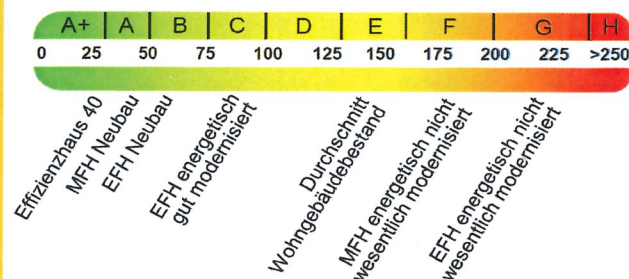 A+ A B C D E F G H
0 25 50 75 100 125 150 175 200 225 >250
Effizienzhaus 40
MFH Neubau
EFH Neubau
EFH energetisch
gut modernisiert
Durchschnitt
Wohngebäudebestand
MFH energetisch nicht
wesentlich modernisiert
EFH energetisch nicht
wesentlich modernisiert